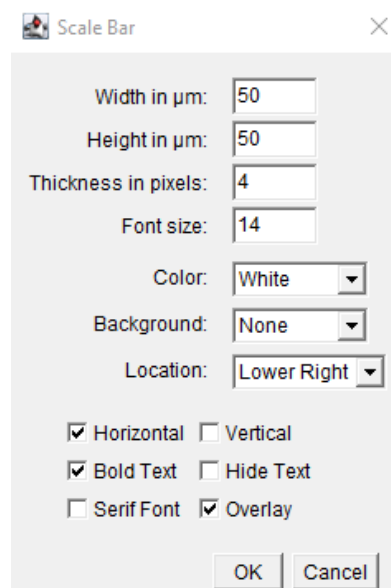 Scale Bar
Width in µm: 50
Height in µm: 50
Thickness in pixels: 4
Font size: 14
Color: White
Background: None
Location: Lower Right
Horizontal Vertical
Bold Text Hide Text
Serif Font Overlay
OK Cancel